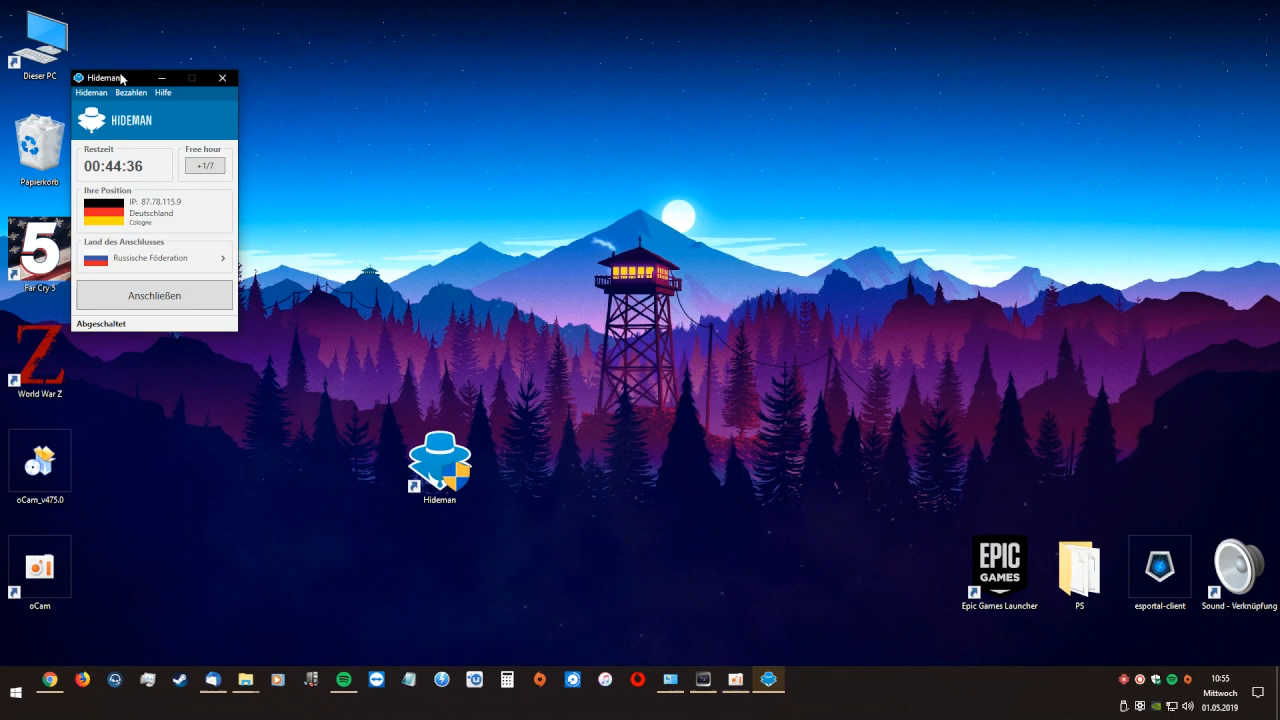 Dieser PC
Papierkorb
5
Far Cry 5
Z
World War Z
oCam_v475.0
oCam
Hideman
Hideman Bezahlen Hilfe
HIDEMAN
Restzeit
00:44:36
Free hour
+1/7
Ihre Position
IP: 87.78.115.9
Deutschland
Cologne
Land des Anschlusses
Russische Föderation
Anschließen
Abgeschaltet
Hideman
EPIC
GAMES
Epic Games Launcher
PS
esportal-client
Sound - Verknüpfung
10:55
Mittwoch
01.05.2019